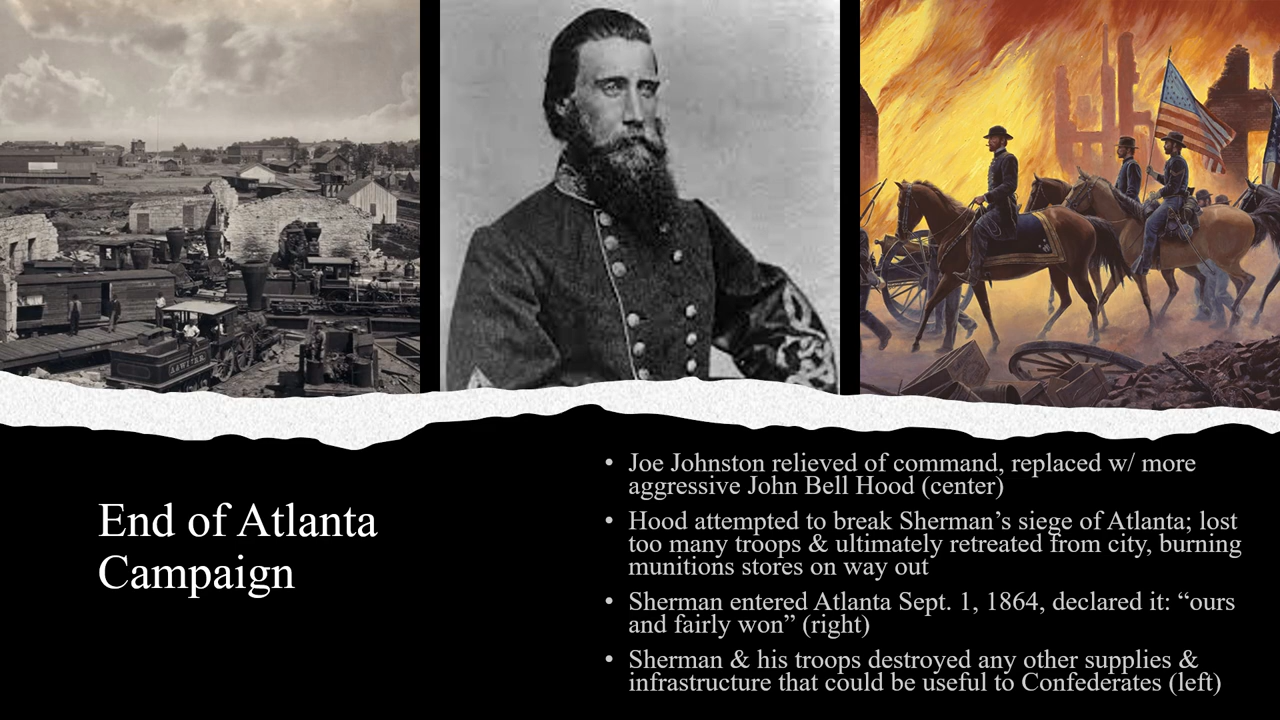 End of Atlanta
Campaign
• Joe Johnston relieved of command, replaced w/ more
aggressive John Bell Hood (center)
• Hood attempted to break Sherman’s siege of Atlanta; lost
too many troops & ultimately retreated from city, burning
munitions stores on way out
• Sherman entered Atlanta Sept. 1, 1864, declared it: “ours
and fairly won” (right)
• Sherman & his troops destroyed any other supplies &
infrastructure that could be useful to Confederates (left)